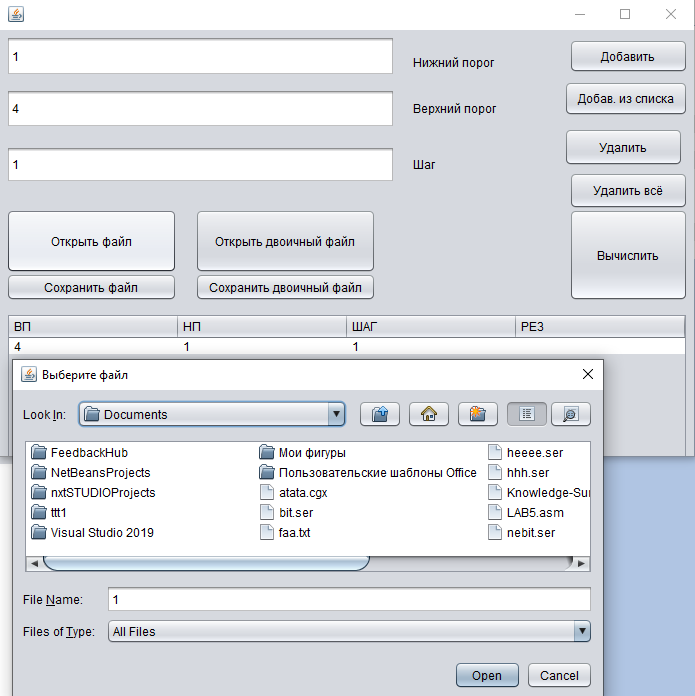 1
Нижний порог
Добавить
4
Верхний порог
Добав. из списка
1
Шаг
Удалить
Удалить всё
Открыть файл
Открыть двоичный файл
Вычислить
Сохранить файл
Сохранить двоичный файл
ВП НП ШАГ РЕЗ
4 1 1
Выберите файл
Look In: Documents
FeedbackHub Мои фигуры heeee.ser
NetBeansProjects Пользовательские шаблоны Office hhh.ser
nxtSTUDIOProjects atata.cgx Knowledge-Su
ttt1 bit.ser LAB5.asm
Visual Studio 2019 faa.txt nebit.ser
File Name: 1
Files of Type: All Files
Open Cancel